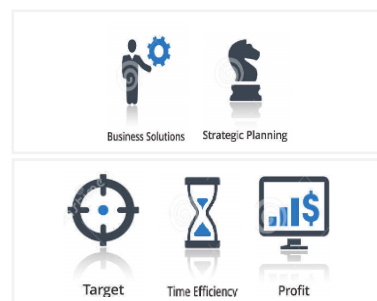 Business Solutions Strategic Planning
$
Target Time Efficiency Profit